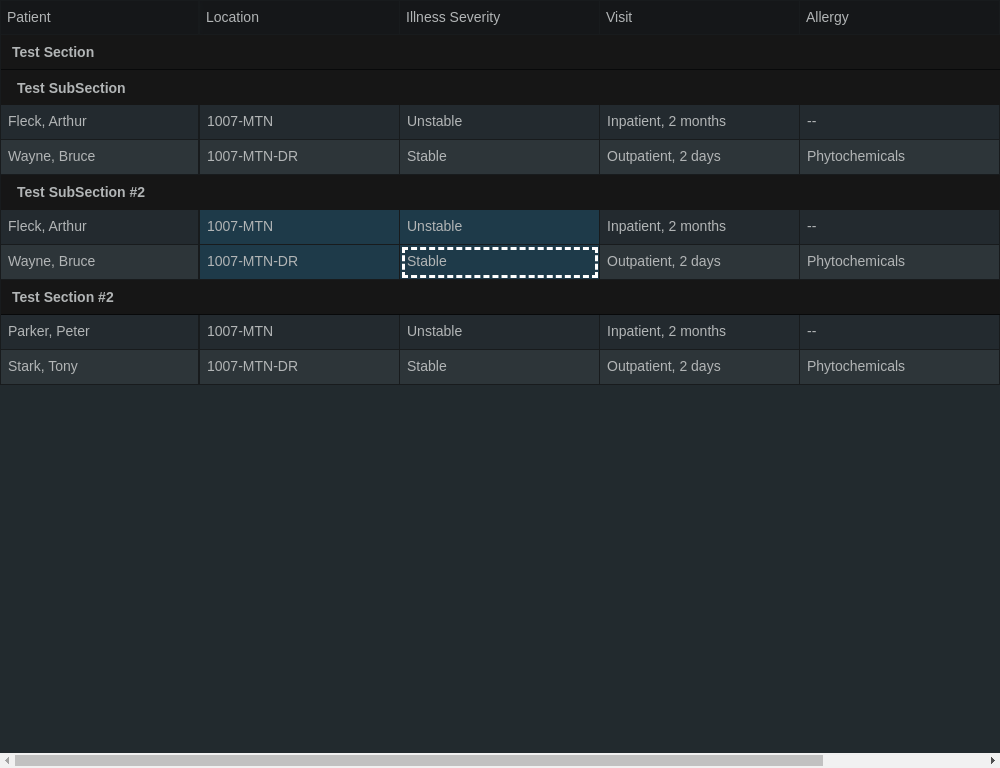 Patient Location Illness Severity Visit Allergy
Test Section
Test SubSection
Fleck, Arthur 1007-MTN Unstable Inpatient, 2 months --
Wayne, Bruce 1007-MTN-DR Stable Outpatient, 2 days Phytochemicals
Test SubSection #2
Fleck, Arthur 1007-MTN Unstable Inpatient, 2 months --
Wayne, Bruce 1007-MTN-DR Stable Outpatient, 2 days Phytochemicals
Test Section #2
Parker, Peter 1007-MTN Unstable Inpatient, 2 months --
Stark, Tony 1007-MTN-DR Stable Outpatient, 2 days Phytochemicals